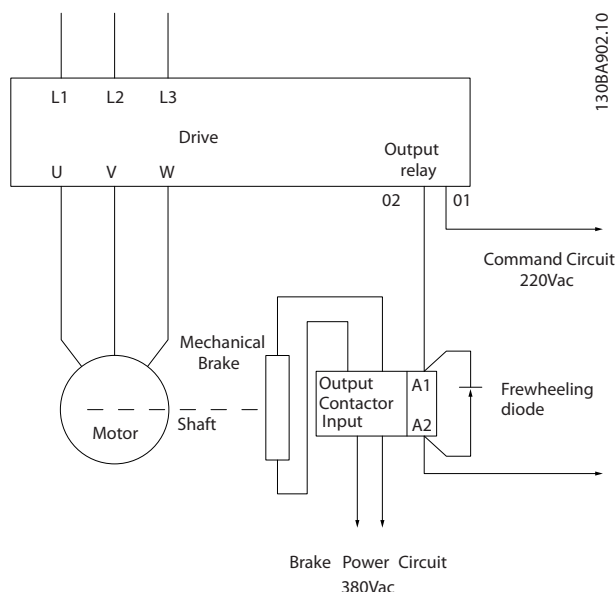 130BA902.10
L1 L2 L3
Drive
U V W
Output
relay
02 01
Command Circuit
220Vac
Mechanical
Brake
Output
Contactor
Input
A1
A2
Frewheeling
diode
Shaft
Motor
Brake Power Circuit
380Vac